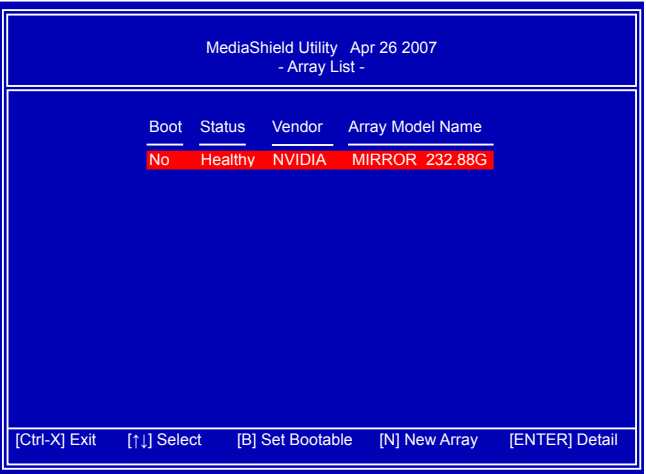 MediaShield Utility Apr 26 2007
- Array List -
Boot Status Vendor Array Model Name
No Healthy NVIDIA MIRROR 232.88G
[Ctrl-X] Exit [↑↓] Select [B] Set Bootable [N] New Array [ENTER] Detail